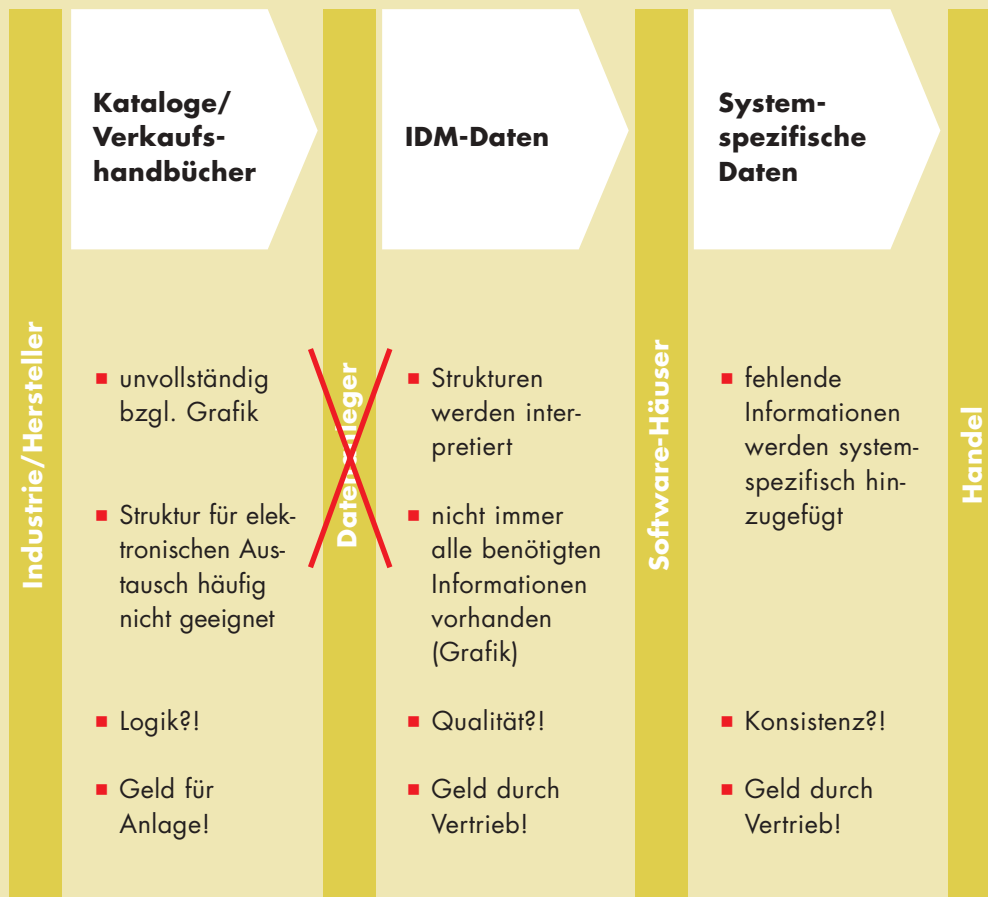 Industrie/Hersteller
Kataloge/
Verkaufs-
handbücher
■ unvollständig
bzgl. Grafik
■ Struktur für elek-
tronischen Aus-
tausch häufig
nicht geeignet
■ Logik?!
■ Geld für
Anlage!
Datenanleger
IDM-Daten
■ Strukturen
werden inter-
pretiert
■ nicht immer
alle benötigten
Informationen
vorhanden
(Grafik)
■ Qualität?!
■ Geld durch
Vertrieb!
Software-Häuser
System-
spezifische
Daten
■ fehlende
Informationen
werden system-
spezifisch hin-
zugefügt
■ Konsistenz?!
■ Geld durch
Vertrieb!
Handel